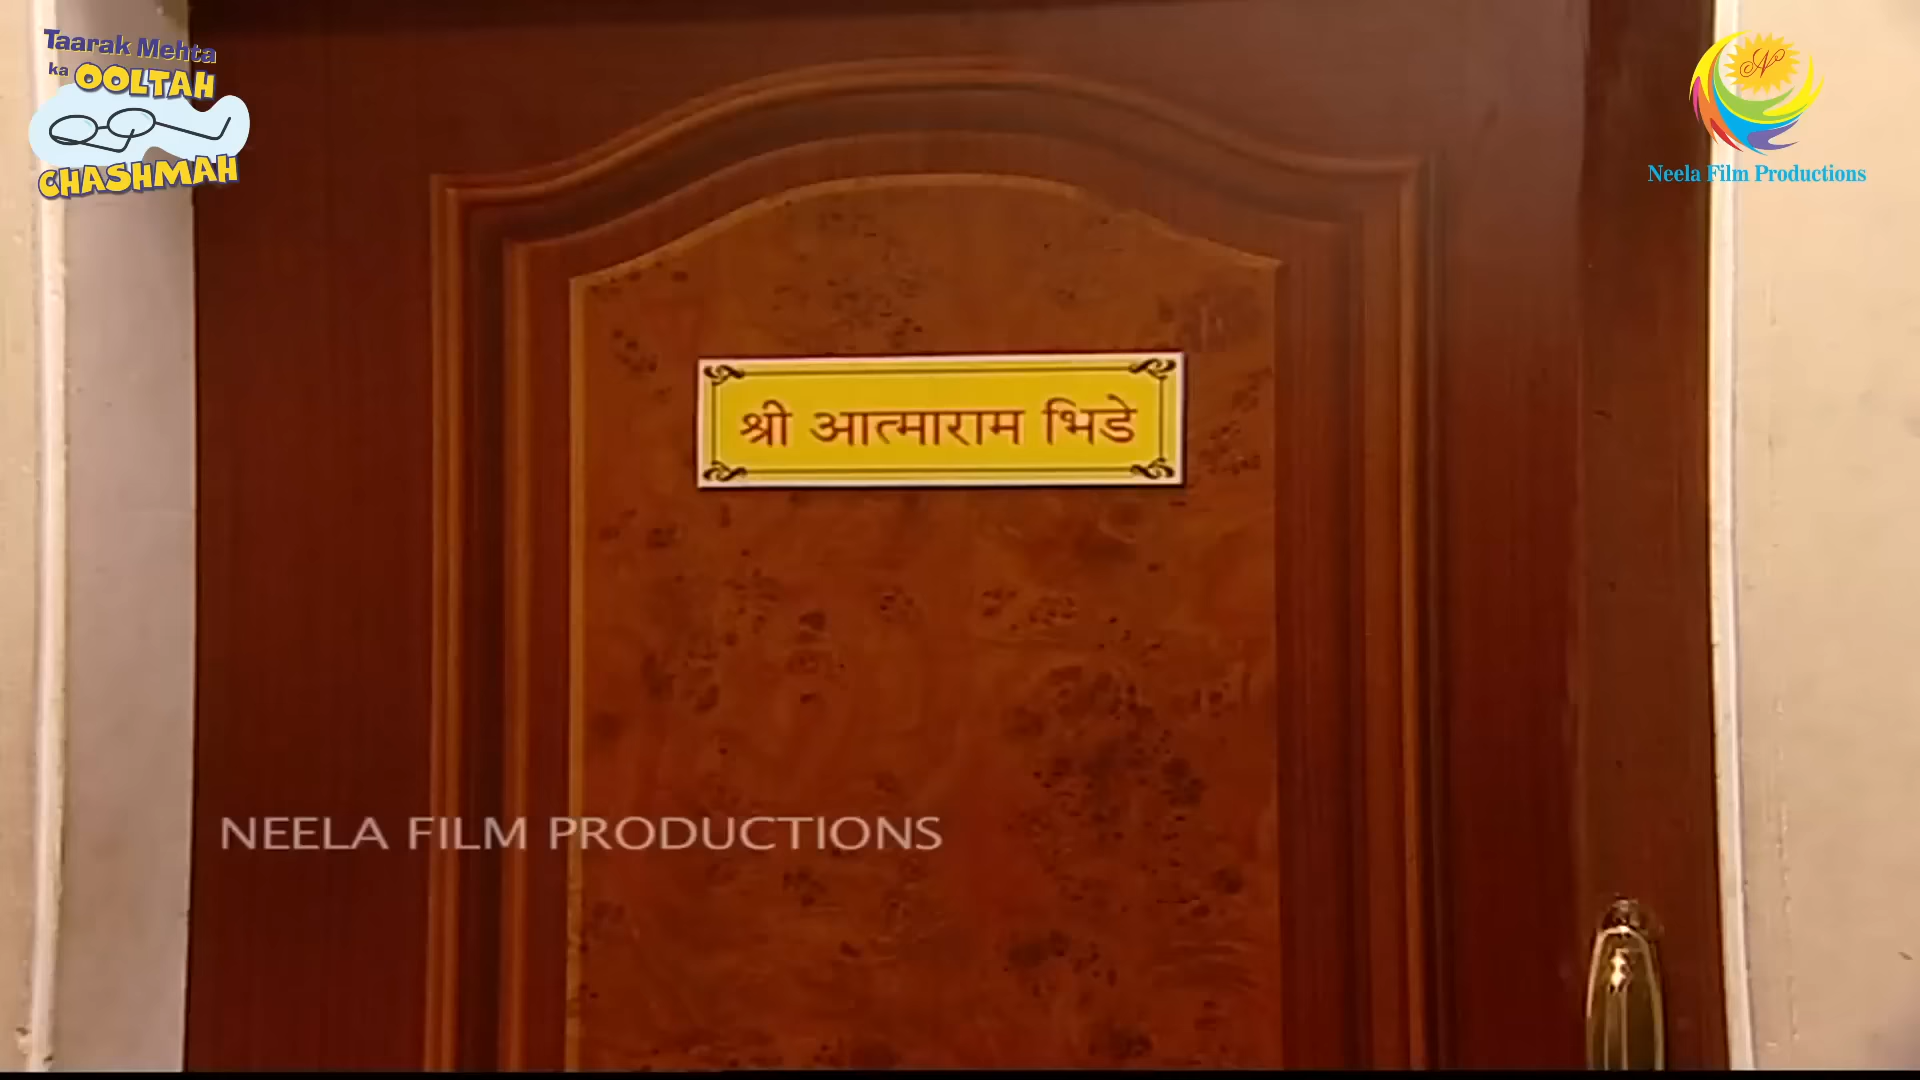 Taarak Mehta
ka OOLTAH
CHASHMAH
Neela Film Productions
श्री आत्माराम भिडे
NEELA FILM PRODUCTIONS